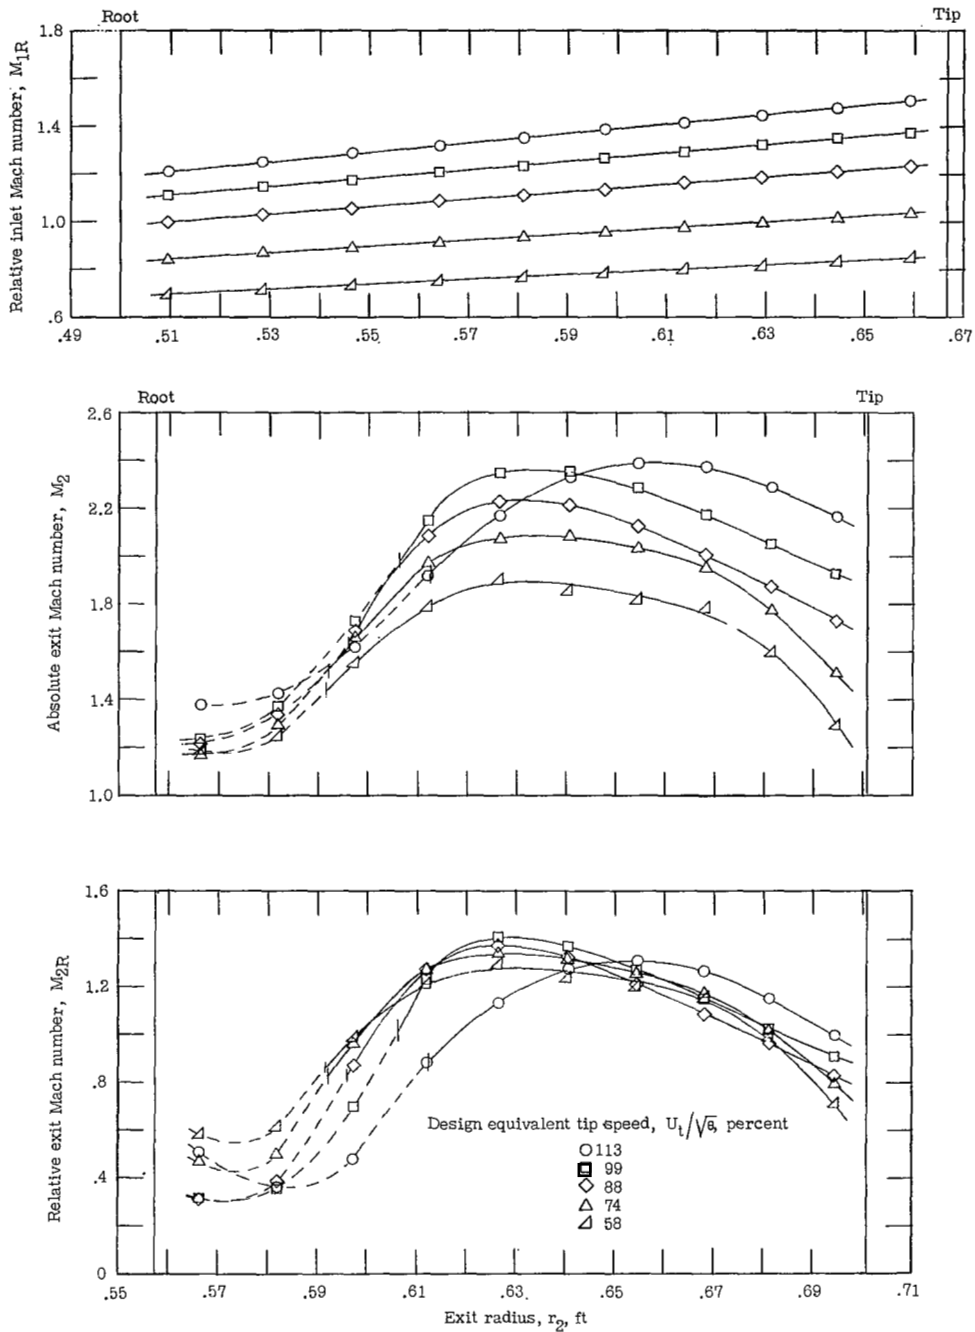 Root Tip
1.8
1.4
1.0
.6
Relative inlet Mach number, M1R
.49 .51 .53 .55 .57 .59 .61 .63 .65 .67
Root Tip
2.6
2.2
1.8
1.4
1.0
Absolute exit Mach number, M2
1.6
1.2
.8
.4
0
Relative exit Mach number, M2R
Design equivalent tip speed, Ut/√θ, percent
113
99
88
74
58
.55 .57 .59 .61 .63 .65 .67 .69 .71
Exit radius, r2, ft